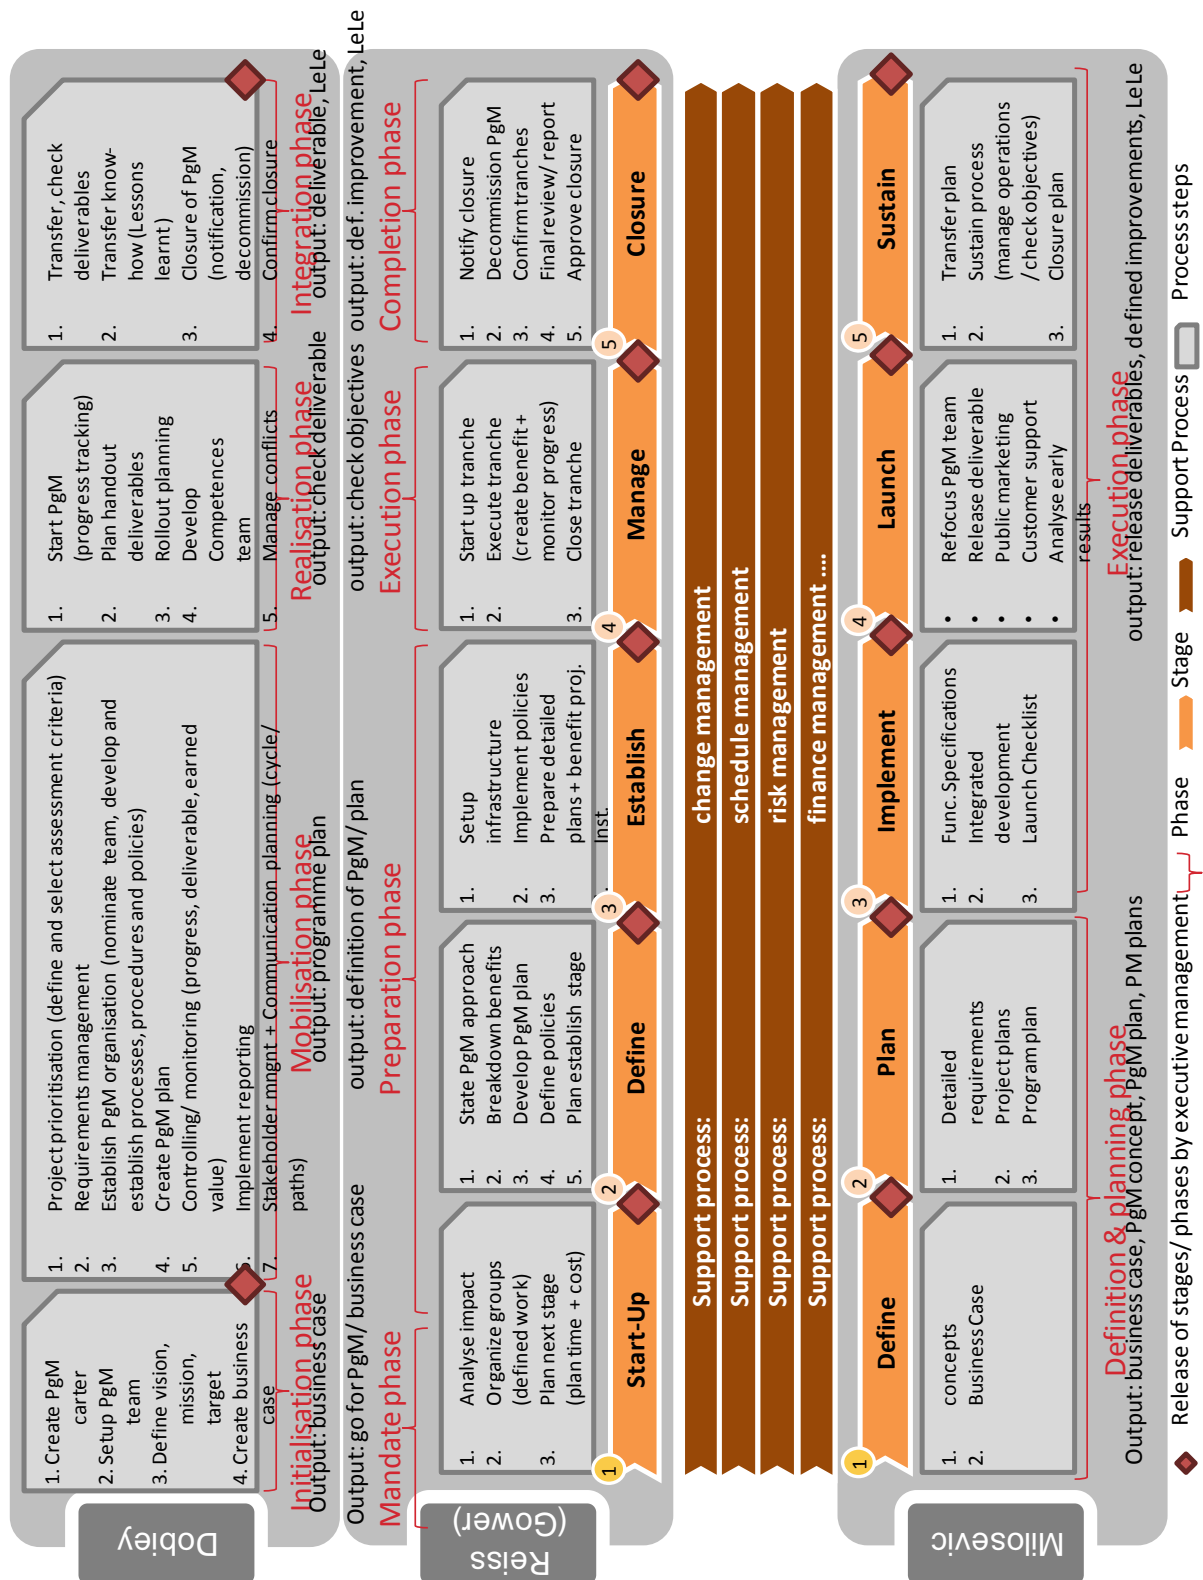 Dobiey
1. Create PgM
carter
2. Setup PgM
team
3. Define vision,
mission,
target
4. Create business
case
Initialisation phase
Output: business case
1. Project prioritisation (define and select assessment criteria)
2. Requirements management
3. Establish PgM organisation (nominate team, develop and
establish processes, procedures and policies)
4. Create PgM plan
5. Controlling/ monitoring (progress, deliverable, earned
value)
6. Implement reporting
7. Stakeholder mngnt + Communication planning (cycle/
paths)
Mobilisation phase
output: programme plan
1. Start PgM
(progress tracking)
2. Plan handout
deliverables
3. Rollout planning
4. Develop
Competences
team
5. Manage conflicts
Realisation phase
output: check deliverable
1. Transfer, check
deliverables
2. Transfer know-
how (Lessons
learnt)
3. Closure of PgM
(notification,
decommission)
4. Confirm closure
Integration phase
output: deliverable, LeLe
Reiss
(Gower)
Output: go for PgM/ business case
Mandate phase
1. Analyse impact
2. Organize groups
(defined work)
3. Plan next stage
(plan time + cost)
output: definition of PgM/ plan
Preparation phase
1. State PgM approach
2. Breakdown benefits
3. Develop PgM plan
4. Define policies
5. Plan establish stage
1. Setup
infrastructure
2. Implement policies
3. Prepare detailed
plans + benefit proj.
. Inst.
output: check objectives
Execution phase
1. Start up tranche
2. Execute tranche
(create benefit +
monitor progress)
3. Close tranche
output: def. improvement, LeLe
Completion phase
1. Notify closure
2. Decommission PgM
3. Confirm tranches
4. Final review/ report
5. Approve closure
1
Start-Up
2
Define
3
Establish
4
Manage
5
Closure
Support process: change management
Support process: schedule management
Support process: risk management
Support process: finance management ....
Milosevic
1
Define
2
Plan
3
Implement
4
Launch
5
Sustain
1. concepts
2. Business Case
1. Detailed
requirements
2. Project plans
3. Program plan
Definition & planning phase
Output: business case, PgM concept, PgM plan, PM plans
1. Func. Specifications
2. Integrated
development
3. Launch Checklist
• Refocus PgM team
• Release deliverable
• Public marketing
• Customer support
• Analyse early
results
1. Transfer plan
2. Sustain process
(manage operations
/ check objectives)
3. Closure plan
Execution phase
output: release deliverables, defined improvements, LeLe
Release of stages/ phases by executive management
Phase
Stage
Support Process
Process steps